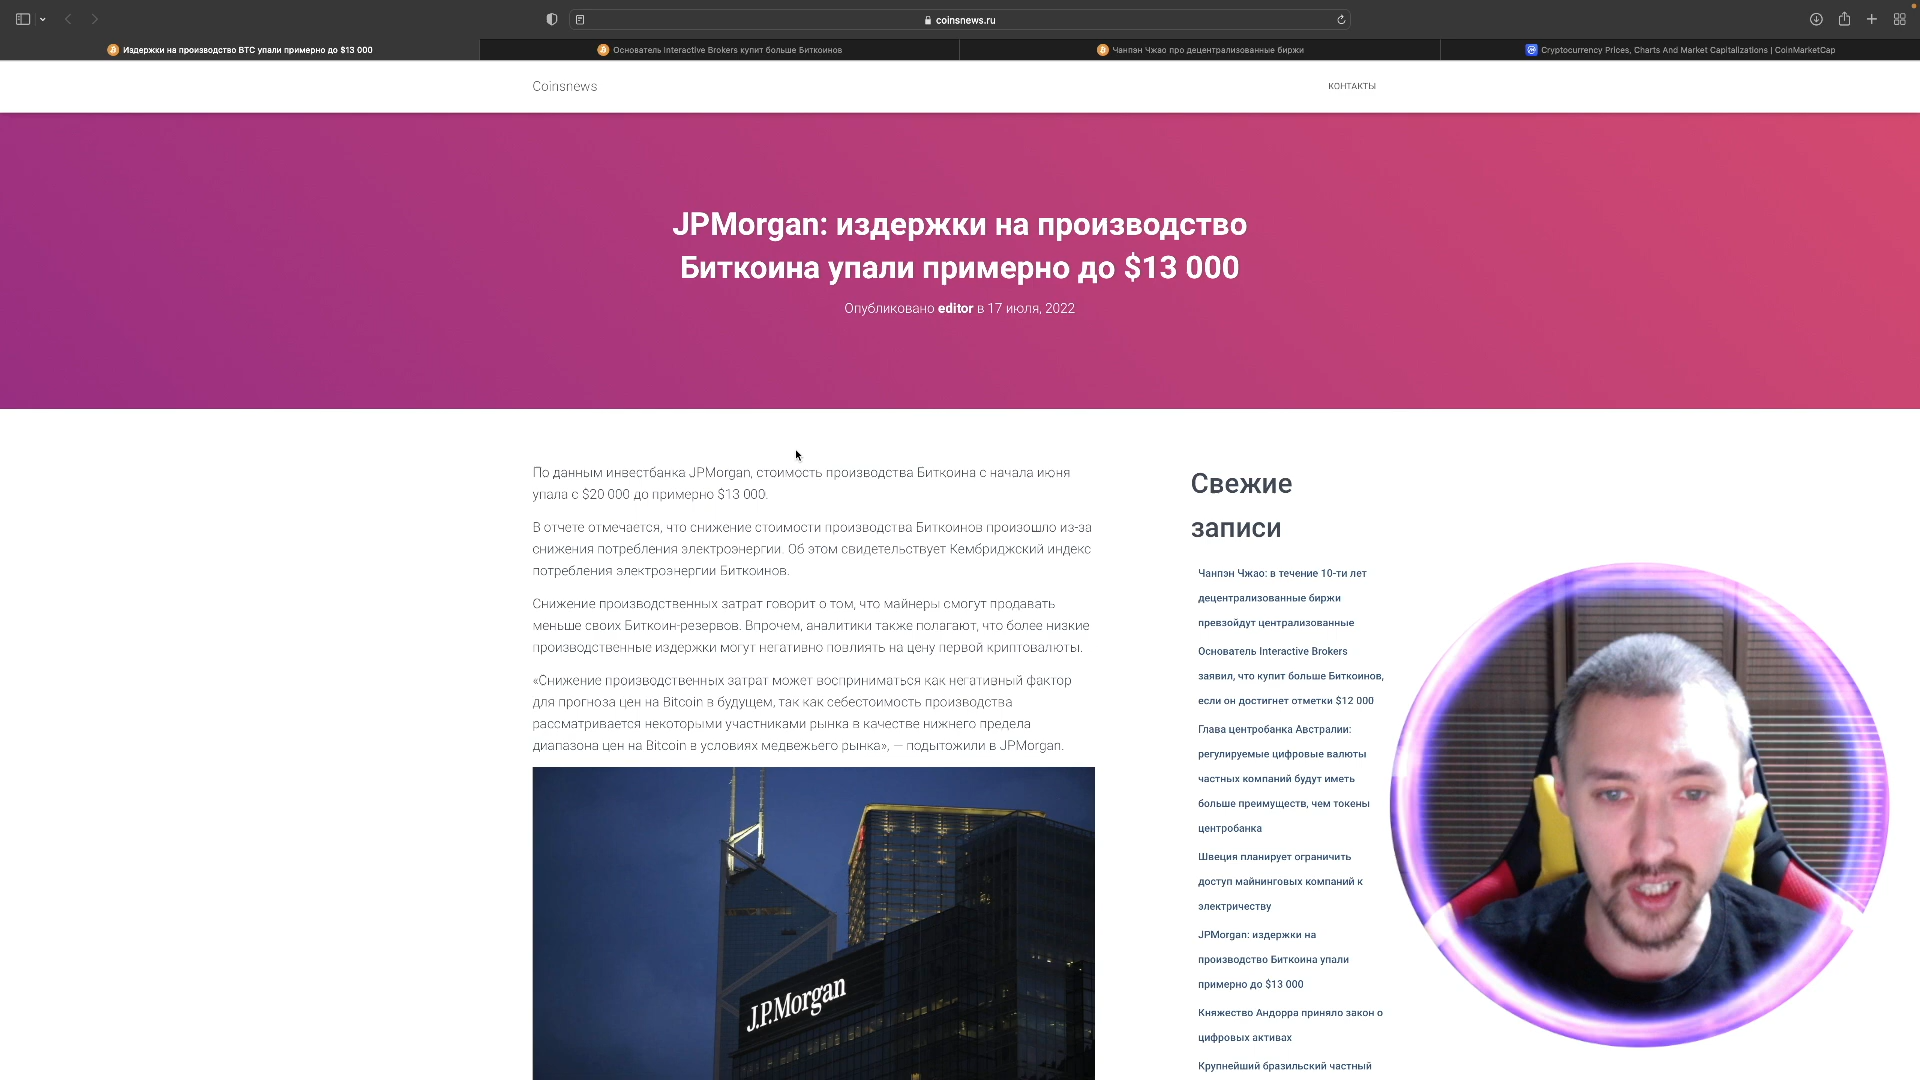 coinsnews.ru
Издержки на производство BTC упали примерно до $13 000
Основатель Interactive Brokers купит больше Биткоинов
Чанпэн Чжао про децентрализованные биржи
Cryptocurrency Prices, Charts And Market Capitalizations | CoinMarketCap
Coinsnews
КОНТАКТЫ
JPMorgan: издержки на производство
Биткоина упали примерно до $13 000
Опубликовано editor в 17 июля, 2022
По данным инвестбанка JPMorgan, стоимость производства Биткоина с начала июня
упала с $20 000 до примерно $13 000.
В отчете отмечается, что снижение стоимости производства Биткоинов произошло из-за
снижения потребления электроэнергии. Об этом свидетельствует Кембриджский индекс
потребления электроэнергии Биткоинов.
Снижение производственных затрат говорит о том, что майнеры смогут продавать
меньше своих Биткоин-резервов. Впрочем, аналитики также полагают, что более низкие
производственные издержки могут негативно повлиять на цену первой криптовалюты.
«Снижение производственных затрат может восприниматься как негативный фактор
для прогноза цен на Bitcoin в будущем, так как себестоимость производства
рассматривается некоторыми участниками рынка в качестве нижнего предела
диапазона цен на Bitcoin в условиях медвежьего рынка», — подытожили в JPMorgan.
J.P.Morgan
Свежие
записи
Чанпэн Чжао: в течение 10-ти лет
децентрализованные биржи
превзойдут централизованные
Основатель Interactive Brokers
заявил, что купит больше Биткоинов,
если он достигнет отметки $12 000
Глава центробанка Австралии:
регулируемые цифровые валюты
частных компаний будут иметь
больше преимуществ, чем токены
центробанка
Швеция планирует ограничить
доступ майнинговых компаний к
электричеству
JPMorgan: издержки на
производство Биткоина упали
примерно до $13 000
Княжество Андорра приняло закон о
цифровых активах
Крупнейший бразильский частный